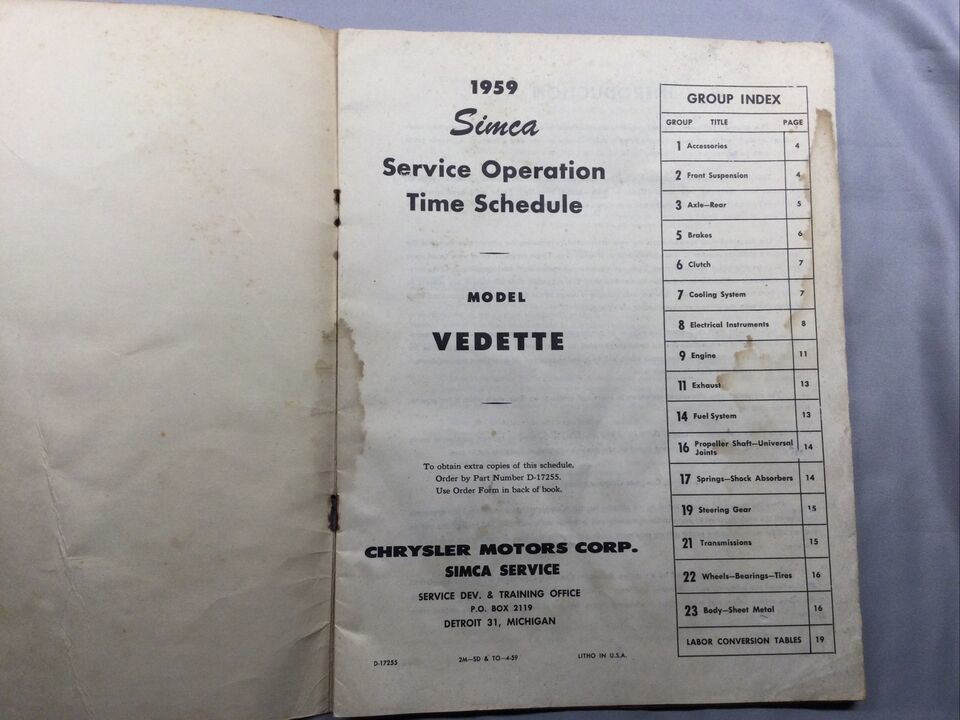 1959
Simca
Service Operation
Time Schedule
MODEL
VEDETTE
To obtain extra copies of this schedule,
Order by Part Number D-17255.
Use Order Form in back of book.
CHRYSLER MOTORS CORP.
SIMCA SERVICE
SERVICE DEV. & TRAINING OFFICE
P.O. BOX 2119
DETROIT 31, MICHIGAN
D-17255 2M—SD & TO—4-59 LITHO IN U.S.A.
GROUP INDEX
GROUP TITLE PAGE
1 Accessories 4
2 Front Suspension 4
3 Axle—Rear 5
5 Brakes 6
6 Clutch 7
7 Cooling System 7
8 Electrical Instruments 8
9 Engine 11
11 Exhaust 13
14 Fuel System 13
16 Propeller Shaft—Universal
Joints 14
17 Springs—Shock Absorbers 14
19 Steering Gear 15
21 Transmissions 15
22 Wheels—Bearings—Tires 16
23 Body—Sheet Metal 16
LABOR CONVERSION TABLES 19